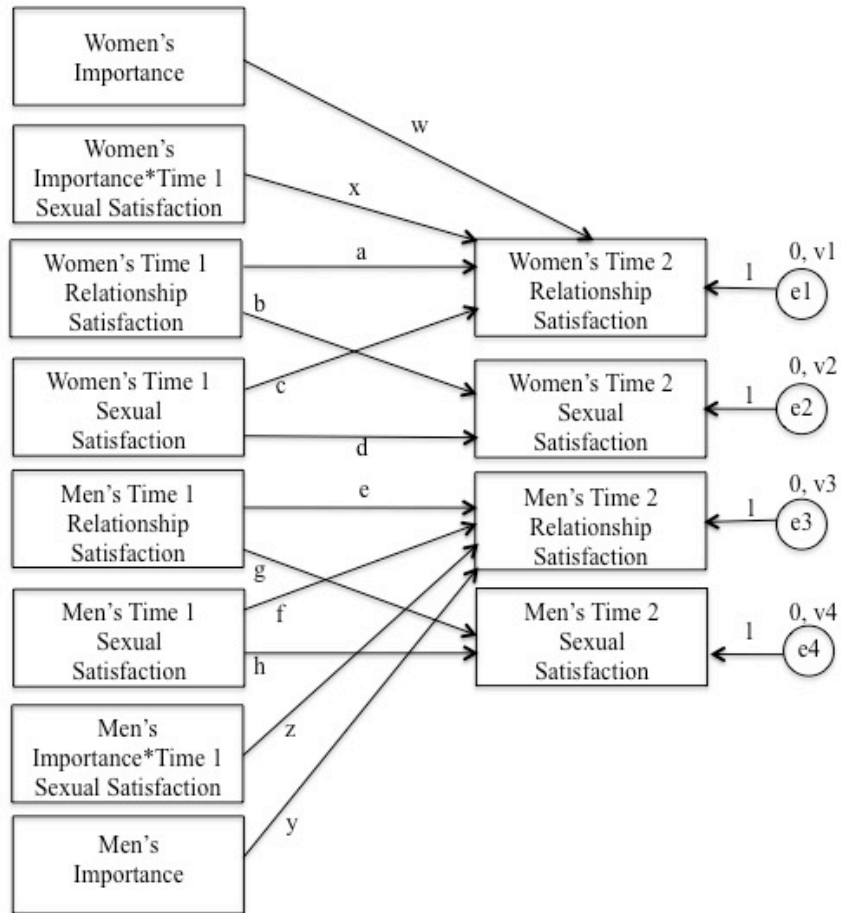 Women's
Importance
w
Women's
Importance*Time 1
Sexual Satisfaction
x
Women's Time 1
Relationship
Satisfaction
a
b
Women's Time 2
Relationship
Satisfaction
1
0, v1
e1
Women's Time 1
Sexual
Satisfaction
c
d
Women's Time 2
Sexual
Satisfaction
1
0, v2
e2
Men's Time 1
Relationship
Satisfaction
e
g
Men's Time 2
Relationship
Satisfaction
1
0, v3
e3
Men's Time 1
Sexual
Satisfaction
f
h
Men's Time 2
Sexual
Satisfaction
1
0, v4
e4
Men's
Importance*Time 1
Sexual Satisfaction
z
Men's
Importance
y